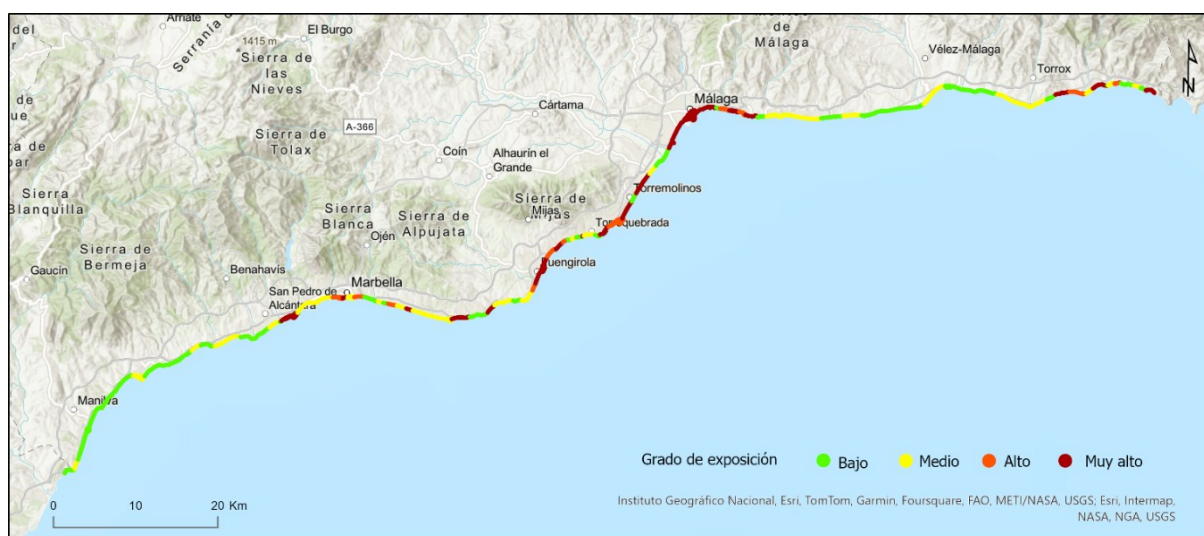 Arriate
El Burgo
1415 m
Serranía
Sierra de
las
Nieves
de
Málaga
Vélez-Málaga
Torrox
N
Málaga
Cártama
A-366
Sierra de
Tolax
Coín
Alhaurín el
Grande
Torremolinos
Sierra
Blanquilla
Sierra
Blanca
Sierra de
Mijas
Mijas
Ojén
Sierra de
Alpujata
Sierra de
Bermeja
Gaucín
Benahavís
Fuengirola
Marbella
San Pedro de
Alcántara
Manilva
Grado de exposición
Bajo
Medio
Alto
Muy alto
0 10 20 Km
Instituto Geográfico Nacional, Esri, TomTom, Garmin, Foursquare, FAO, METI/NASA, USGS; Esri, Intermap,
NASA, NGA, USGS